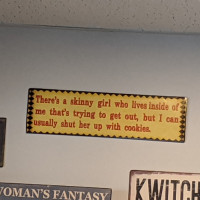 There's a skinny girl who lives inside of
me that's trying to get out, but I can
usually shut her up with cookies.
WOMAN'S FANTASY
KWITCH